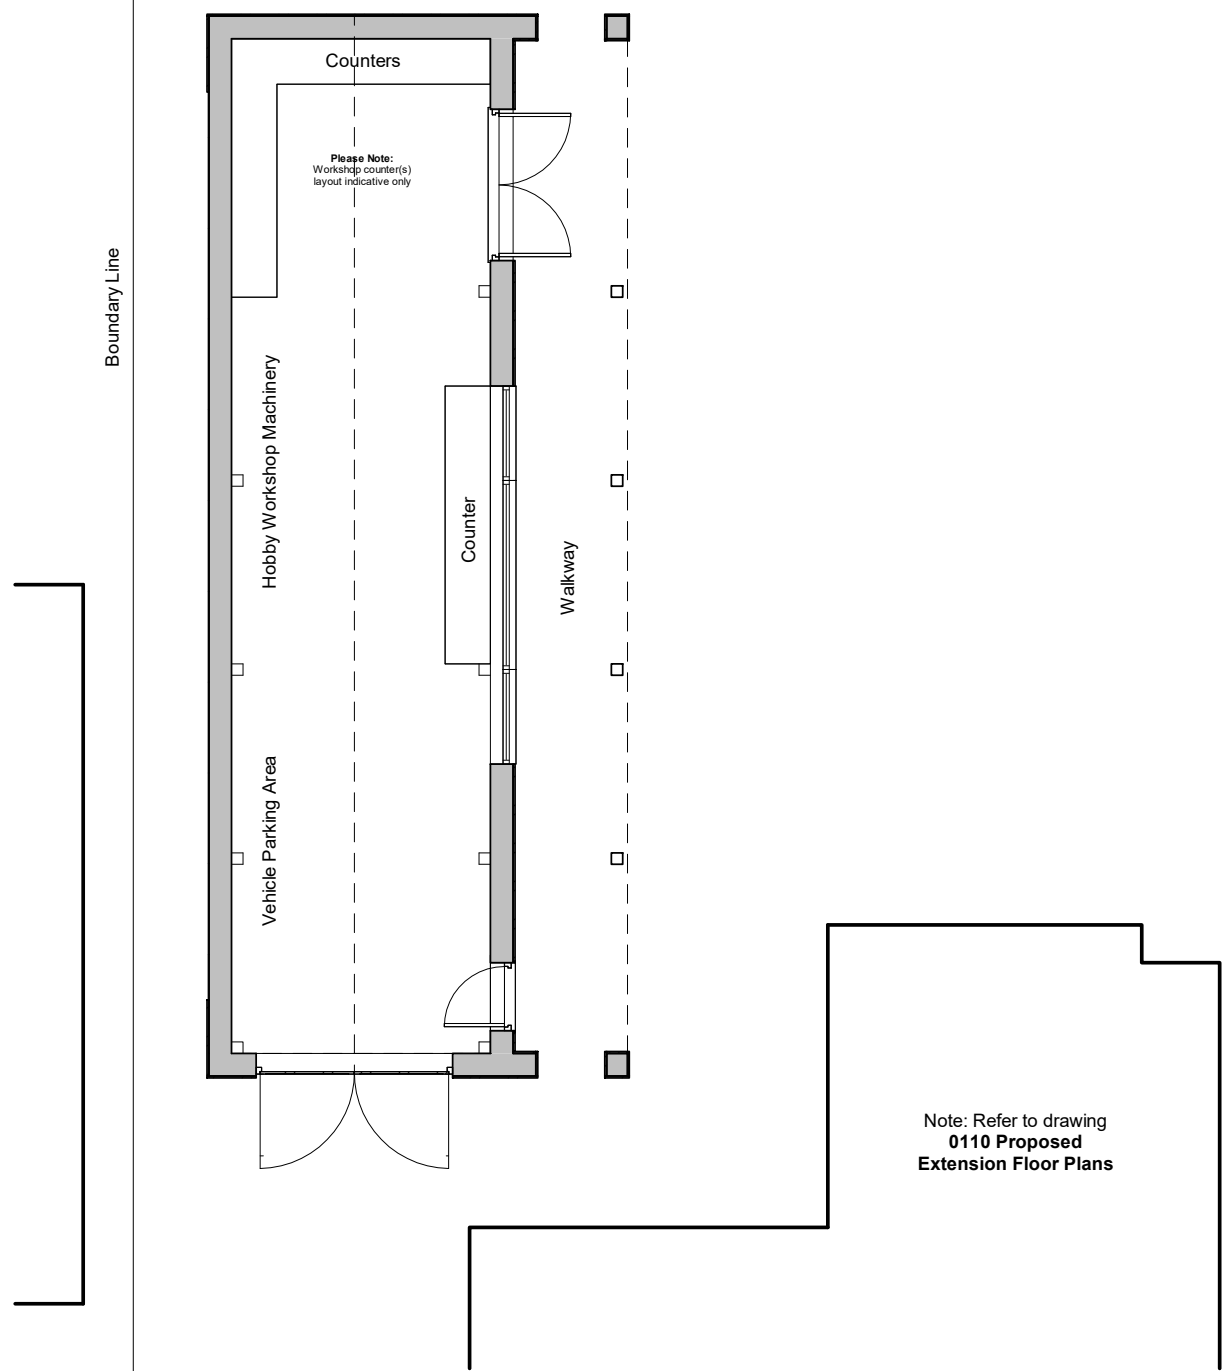 Counters
Please Note:
Workshop counter(s)
layout indicative only
Boundary Line
Hobby Workshop Machinery
Counter
Walkway
Vehicle Parking Area
Note: Refer to drawing
0110 Proposed
Extension Floor Plans